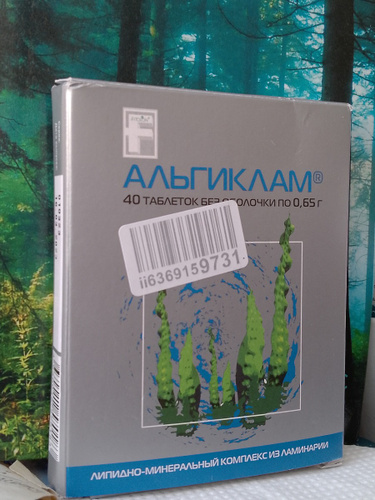 АЛЬГИКЛАМ®
40 ТАБЛЕТОК БЕЗ ОБОЛОЧКИ ПО 0,65 г
ii6369159731
ЛИПИДНО-МИНЕРАЛЬНЫЙ КОМПЛЕКС ИЗ ЛАМИНАРИИ